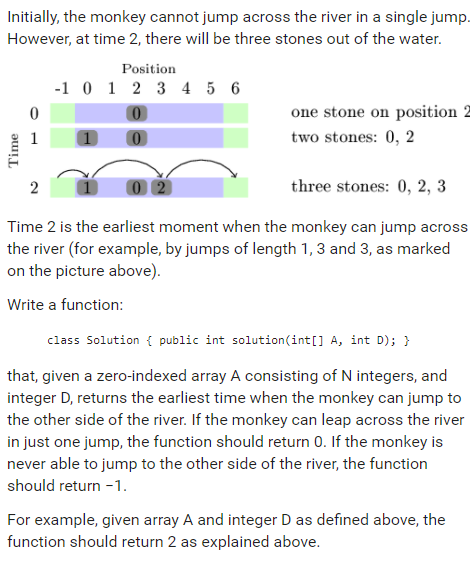 Initially, the monkey cannot jump across the river in a single jump.
However, at time 2, there will be three stones out of the water.
Position
-1 0 1 2 3 4 5 6
0 0 one stone on position 2
Time
1 1 0 two stones: 0, 2
2 1 0 2 three stones: 0, 2, 3
Time 2 is the earliest moment when the monkey can jump across
the river (for example, by jumps of length 1, 3 and 3, as marked
on the picture above).
Write a function:
class Solution { public int solution(int[] A, int D); }
that, given a zero-indexed array A consisting of N integers, and
integer D, returns the earliest time when the monkey can jump to
the other side of the river. If the monkey can leap across the river
in just one jump, the function should return 0. If the monkey is
never able to jump to the other side of the river, the function
should return −1.
For example, given array A and integer D as defined above, the
function should return 2 as explained above.